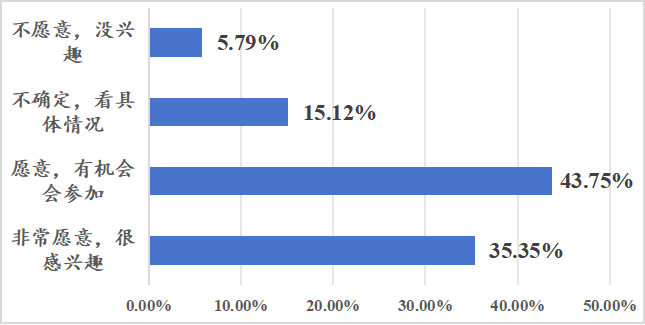 不愿意，没兴
趣
5.79%
不确定，看具
体情况
15.12%
愿意，有机会
会参加
43.75%
非常愿意，很
感兴趣
35.35%
0.00% 10.00% 20.00% 30.00% 40.00% 50.00%